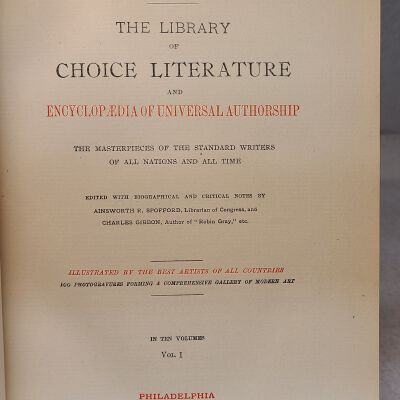 THE LIBRARY
OF
CHOICE LITERATURE
AND
ENCYCLOPÆDIA OF UNIVERSAL AUTHORSHIP
THE MASTERPIECES OF THE STANDARD WRITERS
OF ALL NATIONS AND ALL TIME
EDITED WITH BIOGRAPHICAL AND CRITICAL NOTES BY
AINSWORTH R. SPOFFORD, Librarian of Congress, and
CHARLES GIBBON, Author of "Robin Gray," etc.
ILLUSTRATED BY THE BEST ARTISTS OF ALL COUNTRIES
100 PHOTOGRAVURES FORMING A COMPREHENSIVE GALLERY OF MODERN ART
IN TEN VOLUMES
VOL. I
PHILADELPHIA